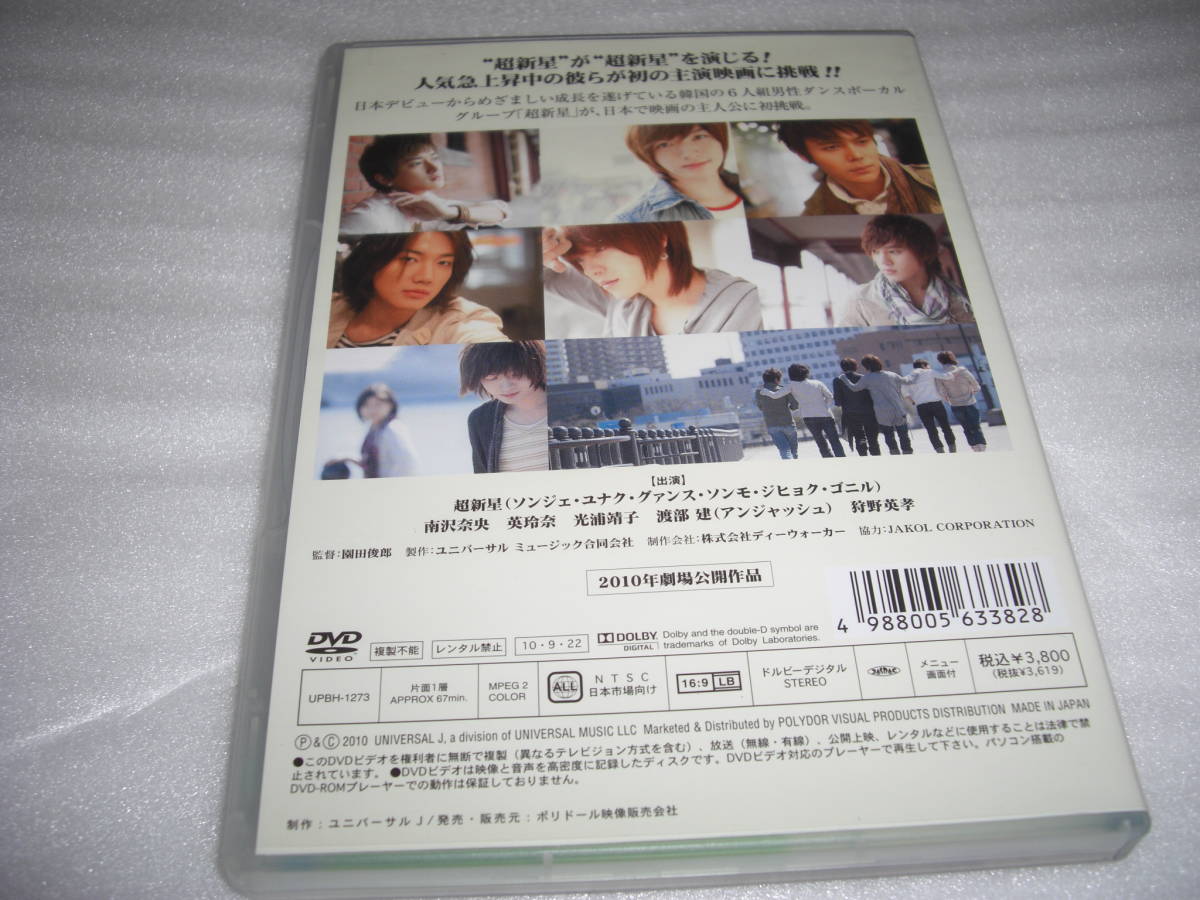 “超新星”が“超新星”を演じる!
人気急上昇中の彼らが初の主演映画に挑戦!!
日本デビューからめざましい成長を遂げている韓国の6人組男性ダンスボーカル
グループ「超新星」が、日本で映画の主人公に初挑戦。
【出演】
超新星(ソンジェ・ユナク・グァンス・ソンモ・ジヒョク・ゴニル)
南沢奈央 英玲奈 光浦靖子 渡部 建(アンジャッシュ) 狩野英孝
監督:園田俊郎 製作:ユニバーサル ミュージック合同会社 制作会社:株式会社ディーウォーカー 協力:JAKOL CORPORATION
2010年劇場公開作品
4 988005 633828
DVD VIDEO 複製不能 レンタル禁止 10・9・22 DOLBY DIGITAL Dolby and the double-D symbol are trademarks of Dolby Laboratories.
UPBH-1273 片面1層 APPROX 67min. MPEG 2 COLOR ALL NTSC 日本市場向け 16:9 LB ドルビーデジタル STEREO メニュー画面付 税込¥3,800 (税抜¥3,619)
Ⓟ&© 2010 UNIVERSAL J, a division of UNIVERSAL MUSIC LLC Marketed & Distributed by POLYDOR VISUAL PRODUCTS DISTRIBUTION MADE IN JAPAN
●このDVDビデオを権利者に無断で複製(異なるテレビジョン方式を含む)、放送(無線・有線)、公開上映、レンタルなどに使用することは法律で禁
止されています。 ●DVDビデオは映像と音声を高密度に記録したディスクです。DVDビデオ対応のプレーヤーで再生して下さい。パソコン搭載の
DVD-ROMプレーヤーでの動作は保証しておりません。
制作:ユニバーサル J/発売・販売元:ポリドール映像販売会社